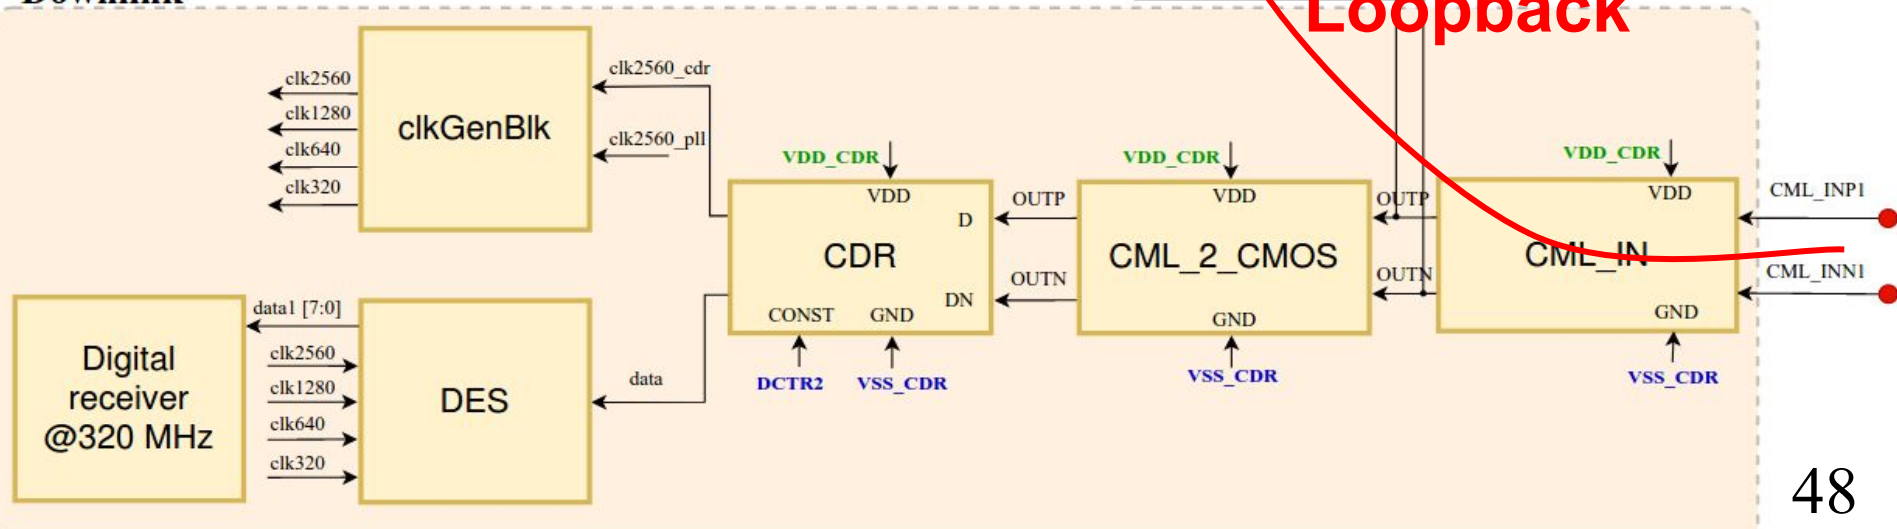 Downlink
Loopback
clk2560
clk1280
clk640
clk320
clkGenBlk
clk2560_cdr
clk2560_pll
VDD_CDR
VDD
D
CDR
DN
CONST GND
DCTR2 VSS_CDR
OUTP
OUTN
VDD_CDR
VDD
CML_2_CMOS
GND
VSS_CDR
OUTP
OUTN
VDD_CDR
VDD
CML_IN
GND
VSS_CDR
CML_INP1
CML_INN1
Digital
receiver
@320 MHz
data1 [7:0]
clk2560
clk1280
clk640
clk320
DES
data
48